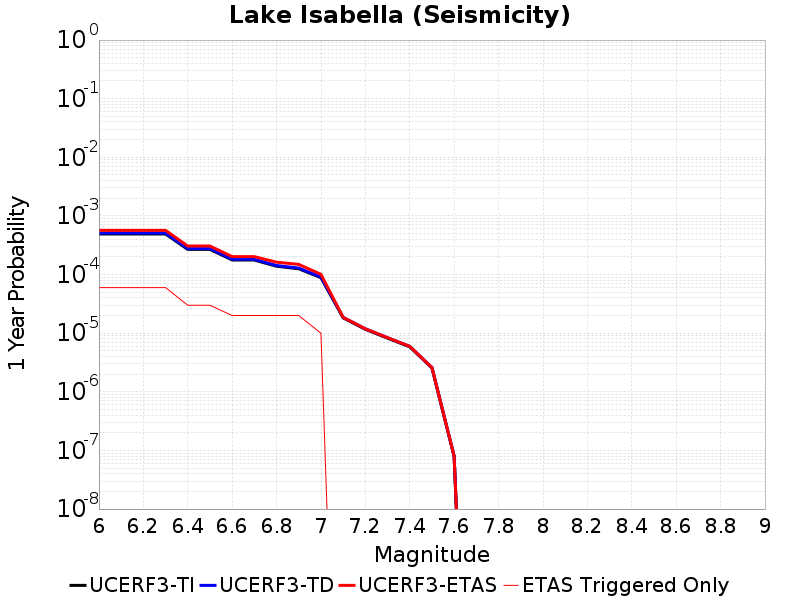 Lake Isabella (Seismicity)
10^0
10^-1
10^-2
10^-3
10^-4
10^-5
10^-6
10^-7
10^-8
1 Year Probability
6 6.2 6.4 6.6 6.8 7 7.2 7.4 7.6 7.8 8 8.2 8.4 8.6 8.8 9
Magnitude
UCERF3-TI UCERF3-TD UCERF3-ETAS ETAS Triggered Only